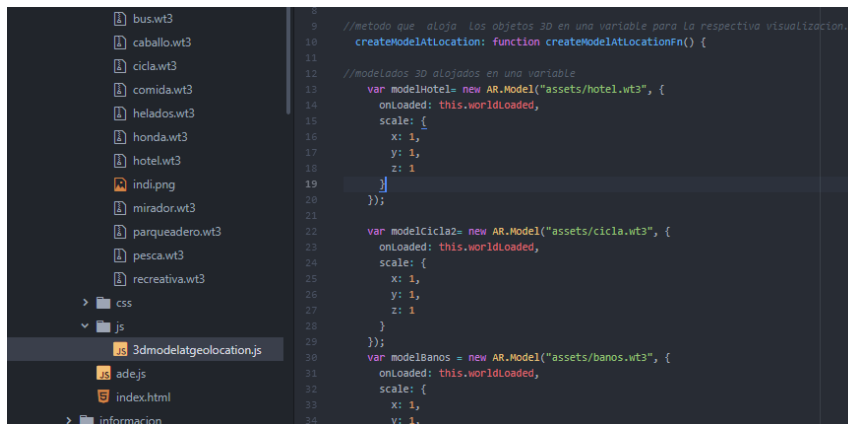 bus.wt3
caballo.wt3
cicla.wt3
comida.wt3
helados.wt3
honda.wt3
hotel.wt3
indi.png
mirador.wt3
parqueadero.wt3
pesca.wt3
recreativa.wt3
css
js
JS 3dmodelatgeolocation.js
JS ade.js
5 index.html
informacion
8
9 //metodo que aloja los objetos 3D en una variable para la respectiva visualizacion.
10 createModelAtLocation: function createModelAtLocationFn() {
11
12 //modelados 3D alojados en una variable
13 var modelHotel= new AR.Model("assets/hotel.wt3", {
14 onLoaded: this.worldLoaded,
15 scale: {
16 x: 1,
17 y: 1,
18 z: 1
19 }
20 });
21
22 var modelCicla2= new AR.Model("assets/cicla.wt3", {
23 onLoaded: this.worldLoaded,
24 scale: {
25 x: 1,
26 y: 1,
27 z: 1
28 }
29 });
30 var modelBanos = new AR.Model("assets/banos.wt3", {
31 onLoaded: this.worldLoaded,
32 scale: {
33 x: 1,
34 y: 1,